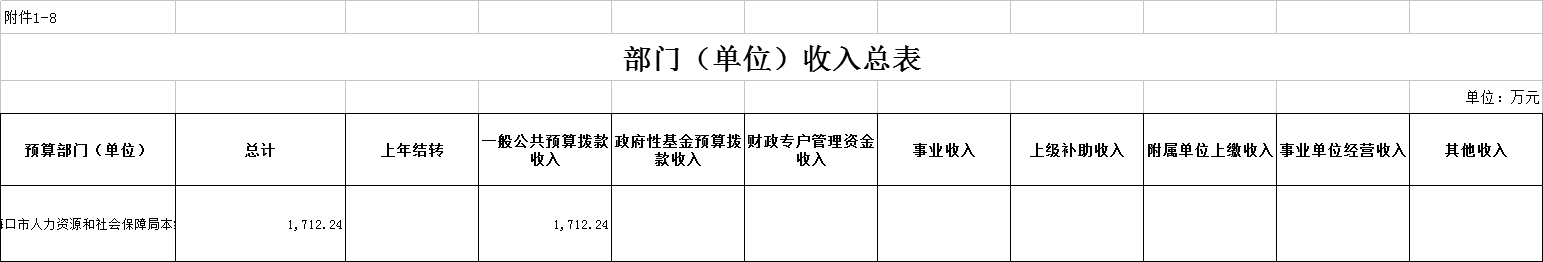 附件1-8
部门（单位）收入总表
单位：万元
预算部门（单位） 总计 上年结转 一般公共预算拨款收入 政府性基金预算拨款收入 财政专户管理资金收入 事业收入 上级补助收入 附属单位上缴收入 事业单位经营收入 其他收入
口市人力资源和社会保障局本 1,712.24 1,712.24